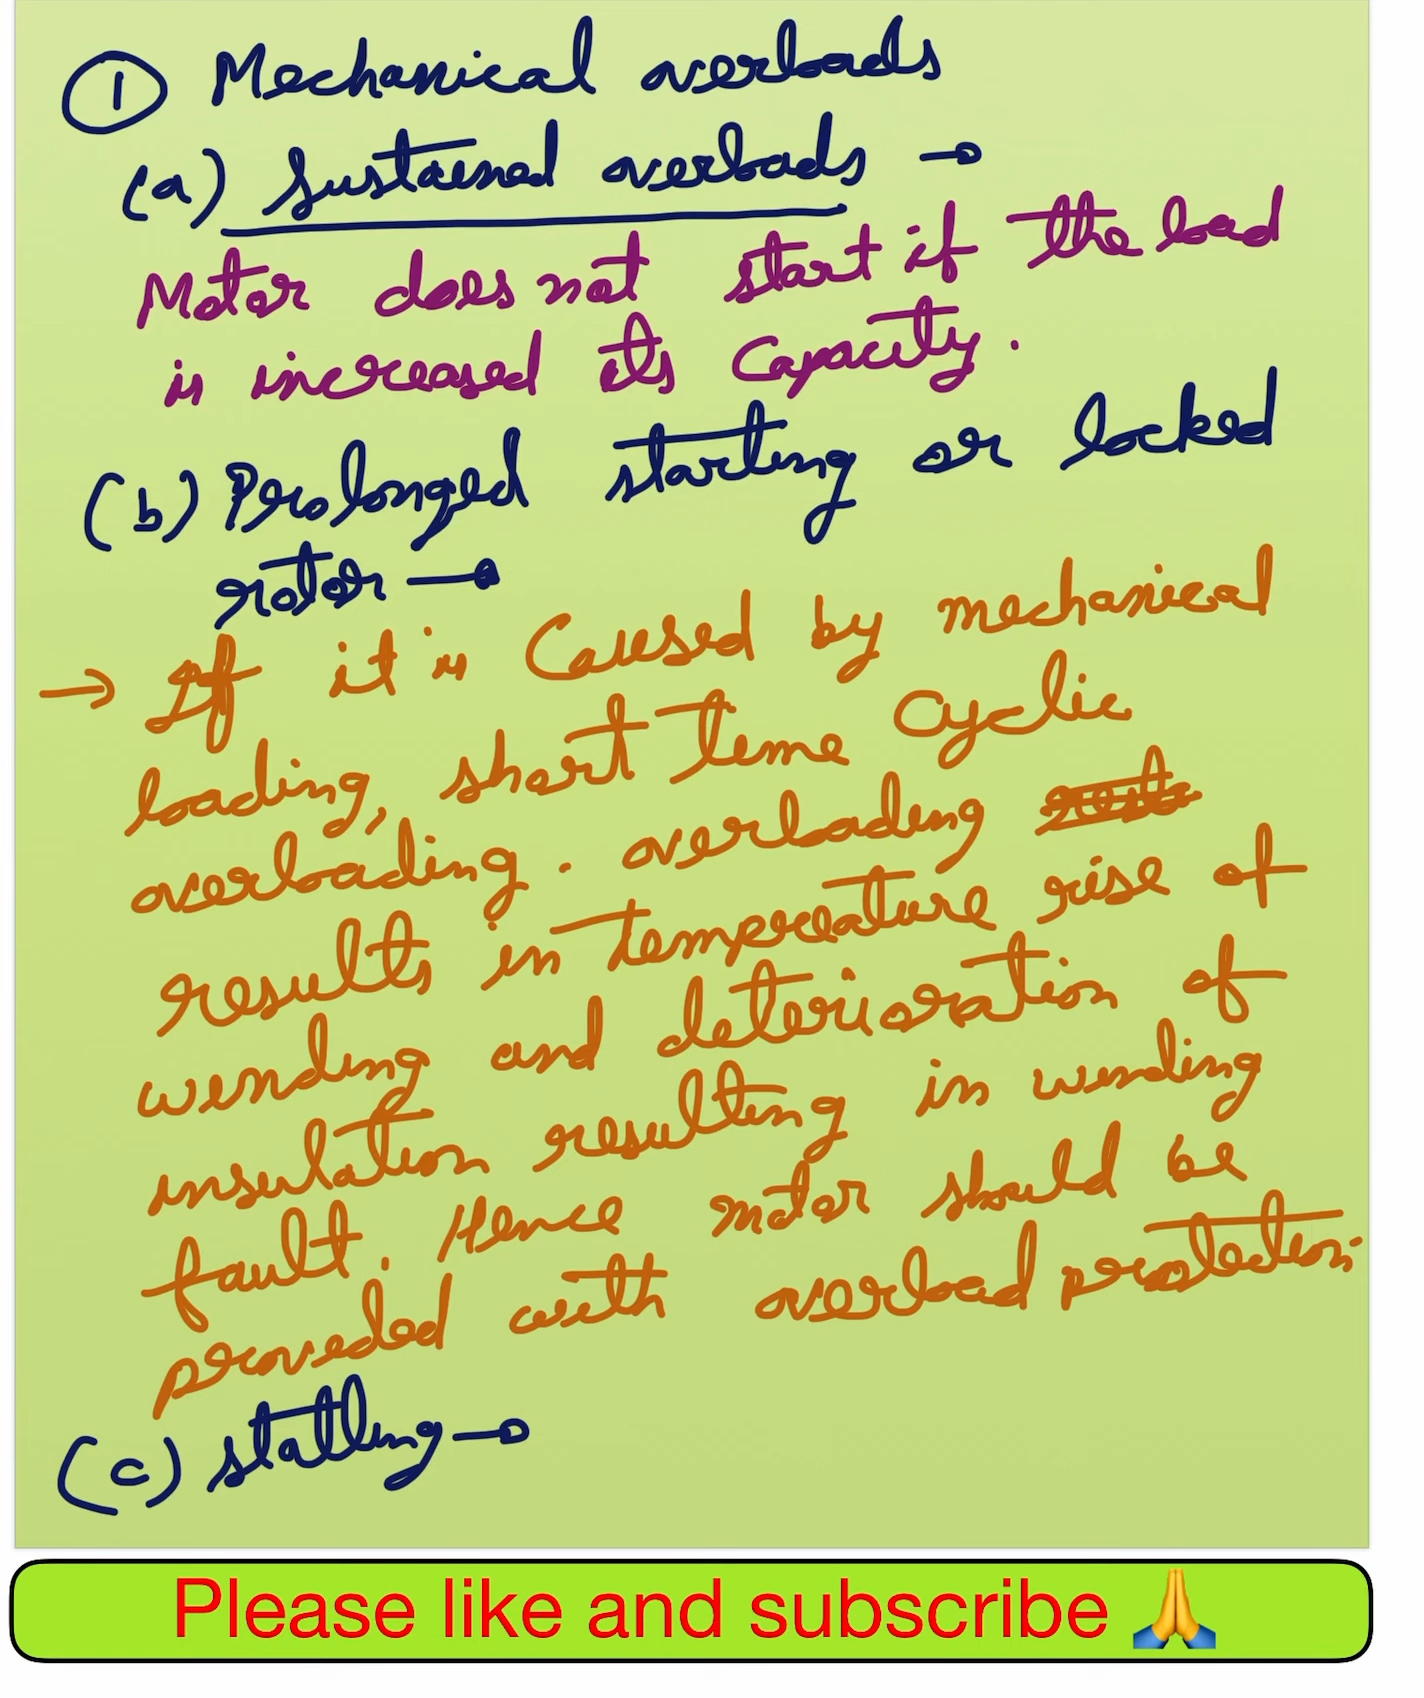 ① Mechanical overloads
(a) Sustained overloads →
Motor does not start if the load
is increased its capacity.
(b) Prolonged starting or locked
rotor →
→ If it is caused by mechanical
loading, short time cyclic
overloading. overloading
results in temperature rise of
winding and deterioration of
insulation resulting in winding
fault. Hence motor should be
provided with overload protection.
(c) stalling →
Please like and subscribe 🙏